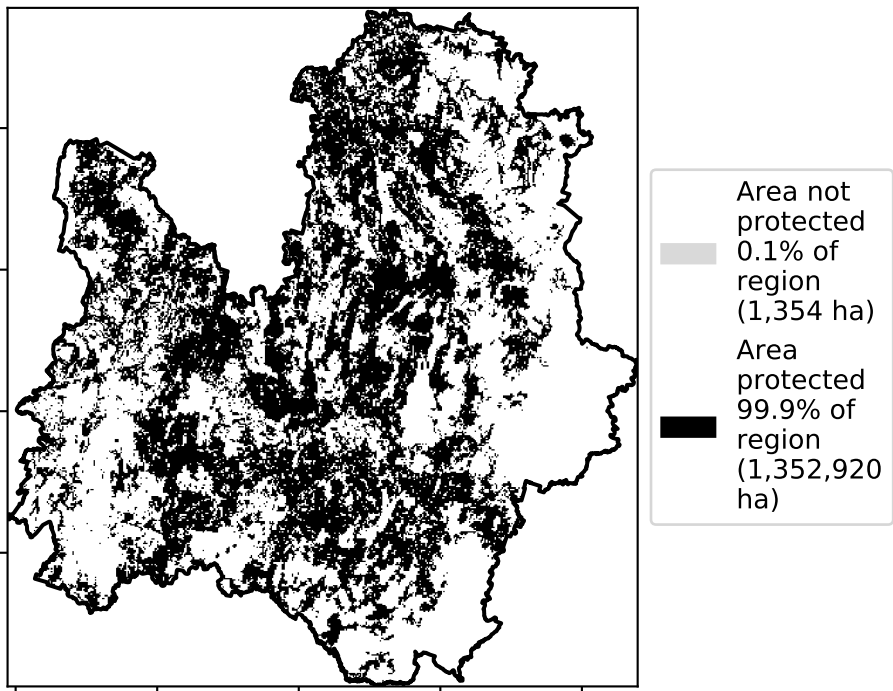 Area not
protected
0.1% of
region
(1,354 ha)
Area
protected
99.9% of
region
(1,352,920
ha)